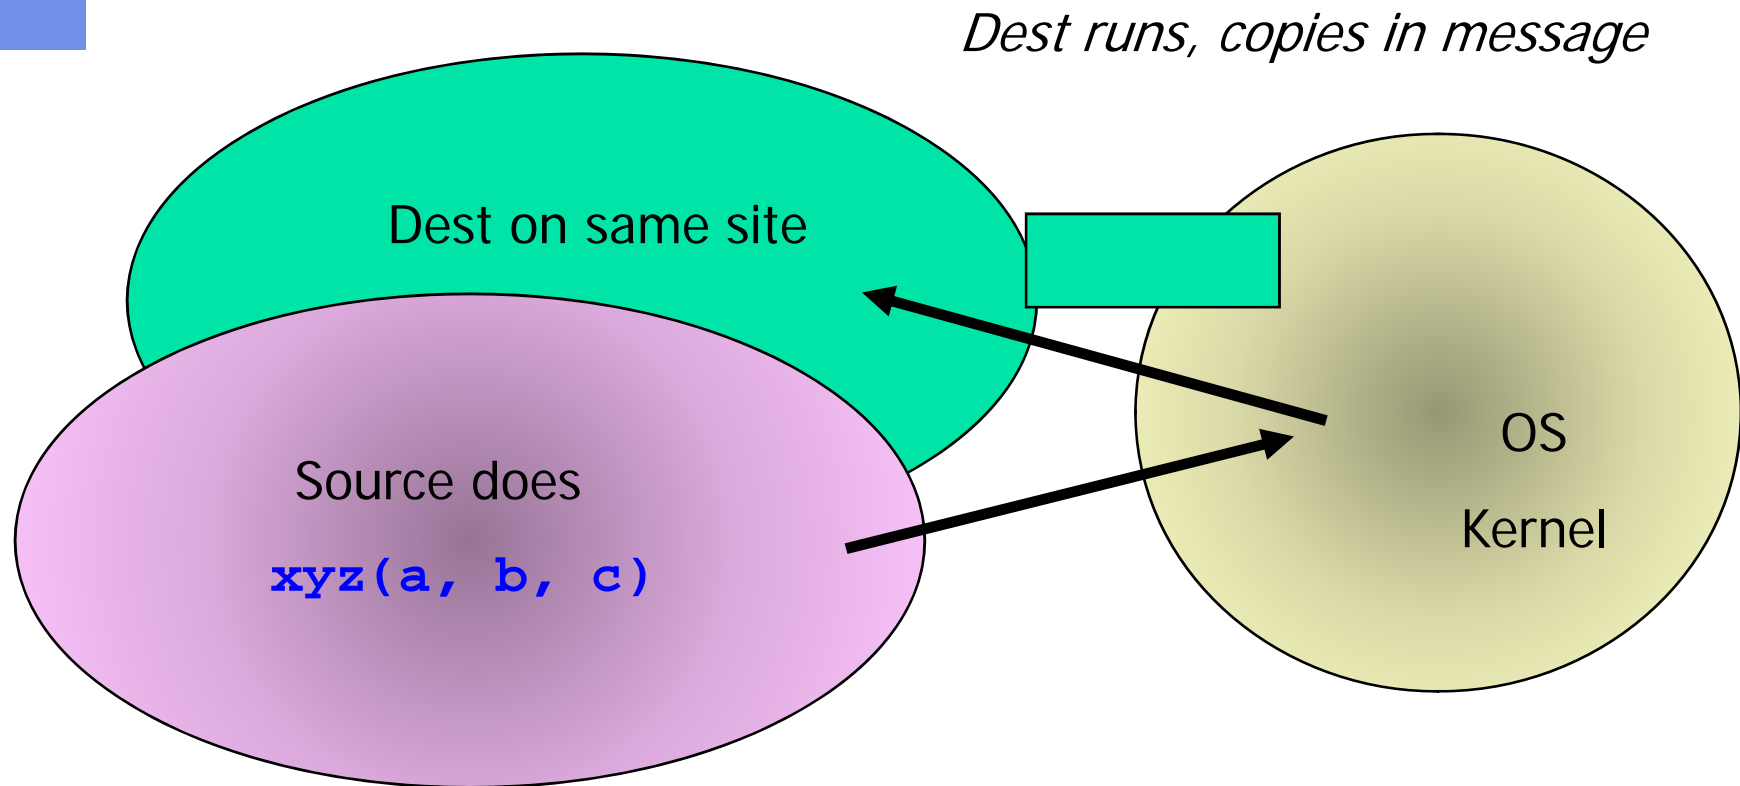 Dest runs, copies in message
Dest on same site
Source does
xyz(a, b, c)
OS
Kernel